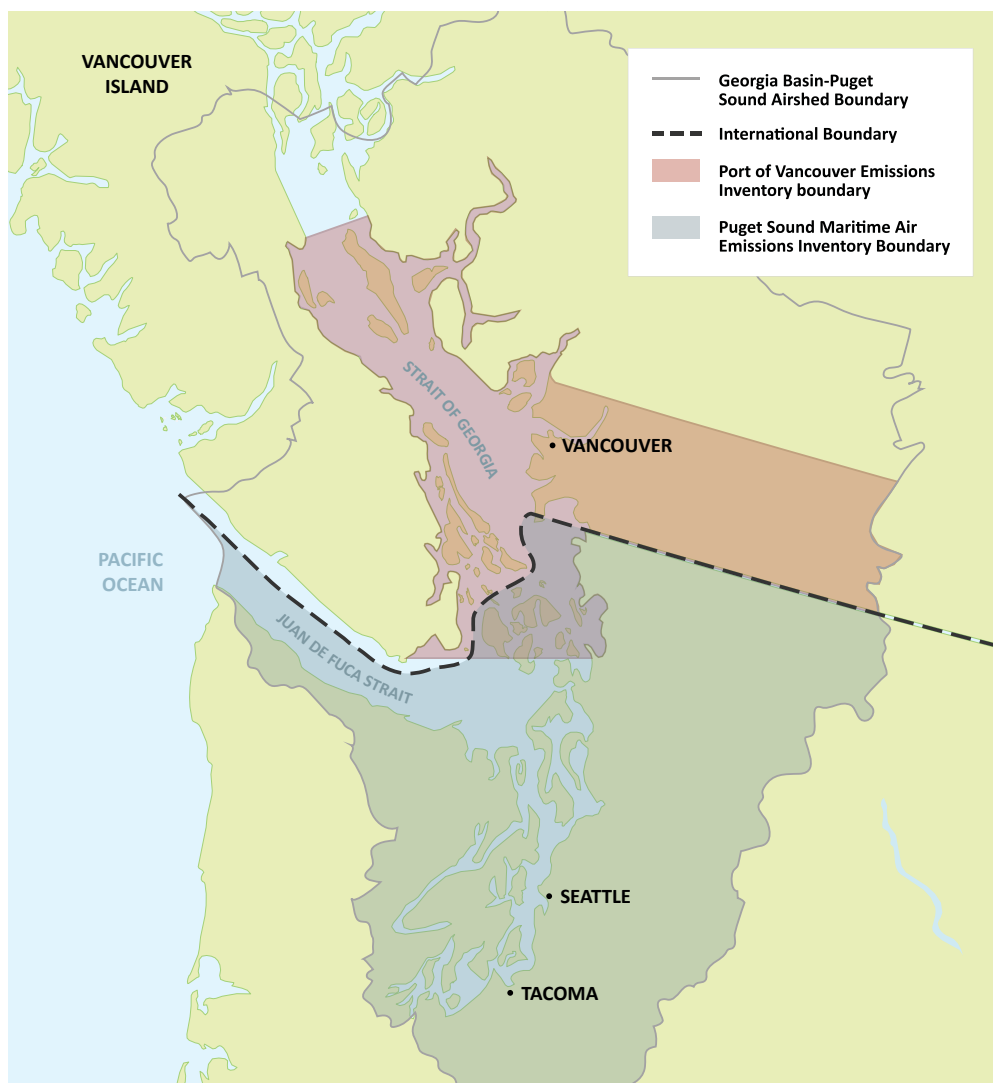 VANCOUVER
ISLAND
Georgia Basin-Puget
Sound Airshed Boundary
International Boundary
Port of Vancouver Emissions
Inventory boundary
Puget Sound Maritime Air
Emissions Inventory Boundary
STRAIT OF GEORGIA
VANCOUVER
PACIFIC
OCEAN
JUAN DE FUCA STRAIT
SEATTLE
TACOMA